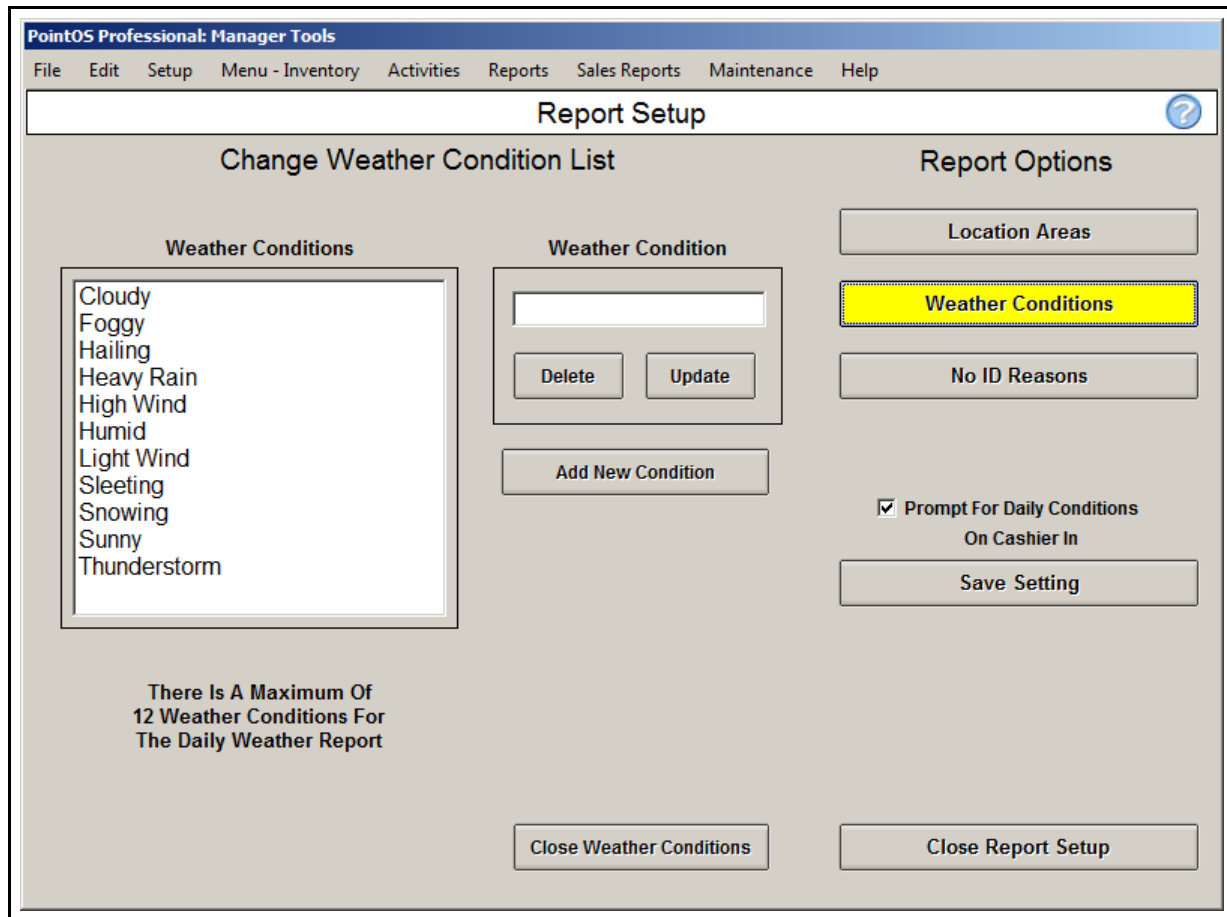 PointOS Professional: Manager Tools
File Edit Setup Menu - Inventory Activities Reports Sales Reports Maintenance Help
Report Setup
?
Change Weather Condition List
Weather Conditions
Cloudy
Foggy
Hailing
Heavy Rain
High Wind
Humid
Light Wind
Sleeting
Snowing
Sunny
Thunderstorm
There Is A Maximum Of
12 Weather Conditions For
The Daily Weather Report
Weather Condition
Delete Update
Add New Condition
Close Weather Conditions
Report Options
Location Areas
Weather Conditions
No ID Reasons
Prompt For Daily Conditions
On Cashier In
Save Setting
Close Report Setup